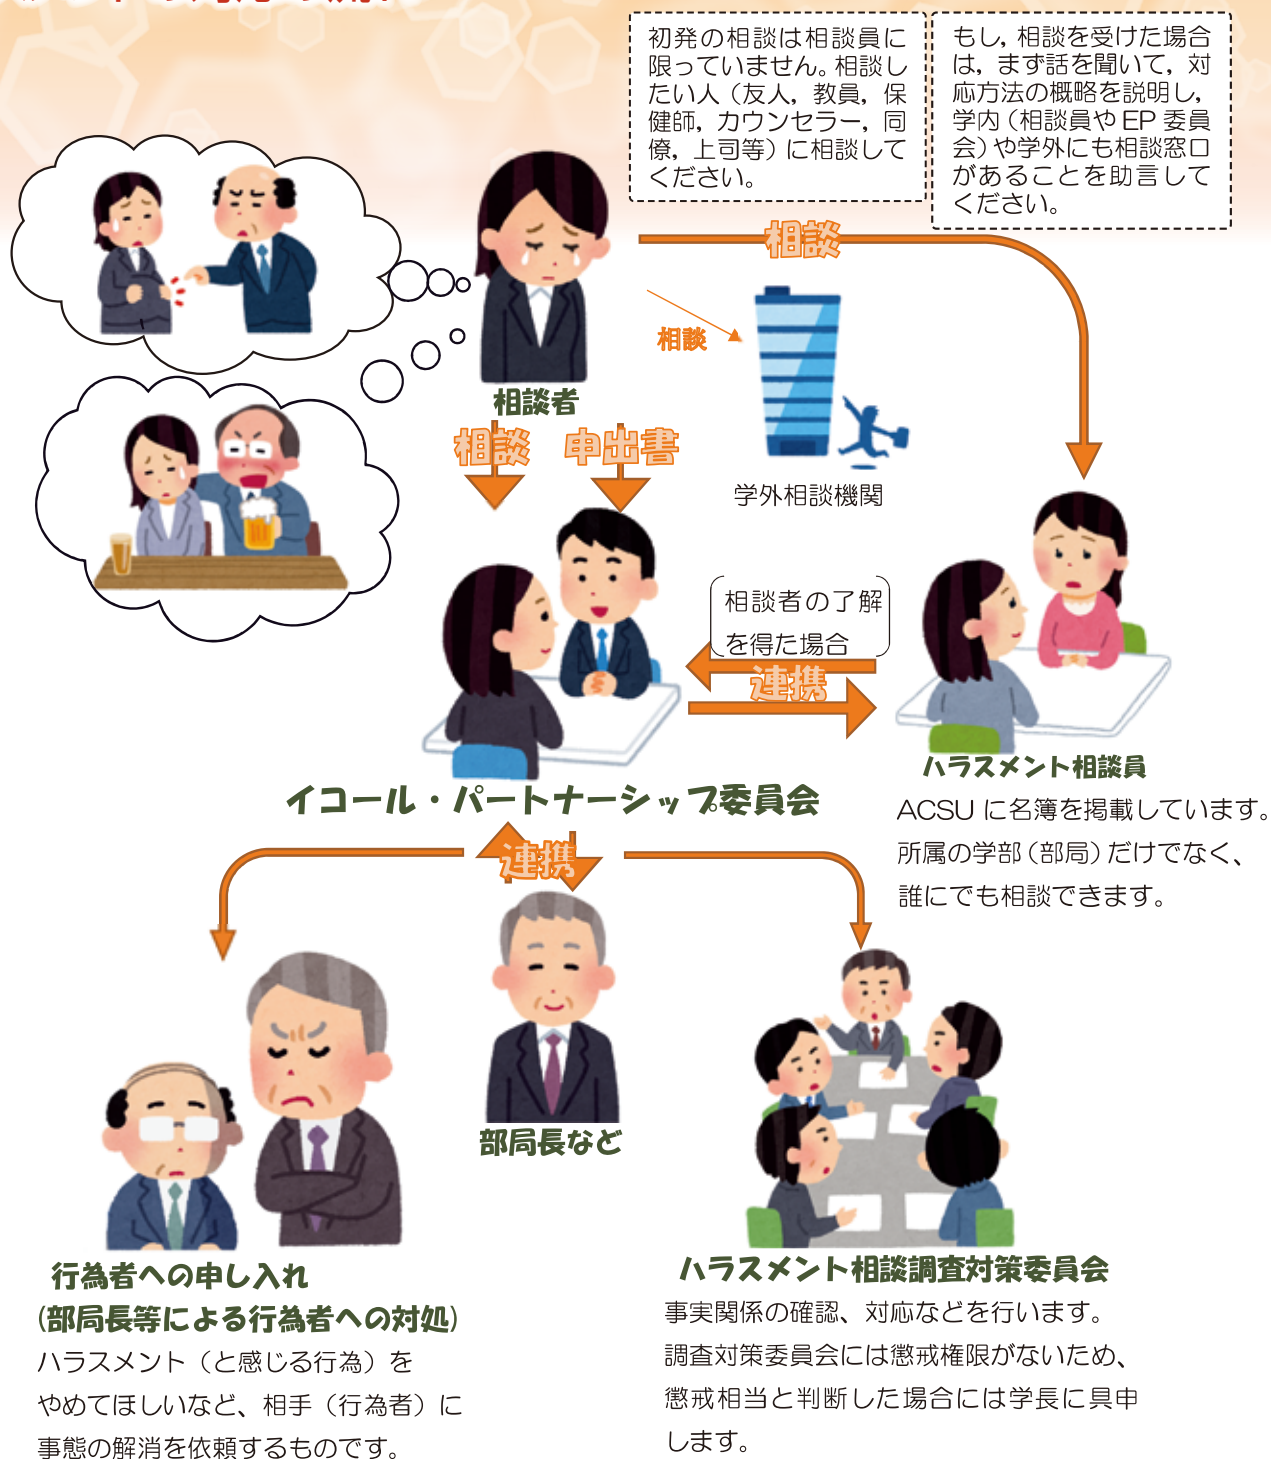 初発の相談は相談員に
限っていません。相談し
たい人（友人，教員，保
健師，カウンセラー，同
僚，上司等）に相談して
ください。
もし，相談を受けた場合
は，まず話を聞いて，対
応方法の概略を説明し，
学内（相談員や EP 委員
会）や学外にも相談窓口
があることを助言して
ください。
相談
相談
相談者
相談
申出書
学外相談機関
相談者の了解
を得た場合
連携
ハラスメント相談員
ACSU に名簿を掲載しています。
所属の学部（部局）だけでなく、
誰にでも相談できます。
イコール・パートナーシップ委員会
連携
部局長など
行為者への申し入れ
(部局長等による行為者への対処)
ハラスメント（と感じる行為）を
やめてほしいなど、相手（行為者）に
事態の解消を依頼するものです。
ハラスメント相談調査対策委員会
事実関係の確認、対応などを行います。
調査対策委員会には懲戒権限がないため、
懲戒相当と判断した場合には学長に具申
します。